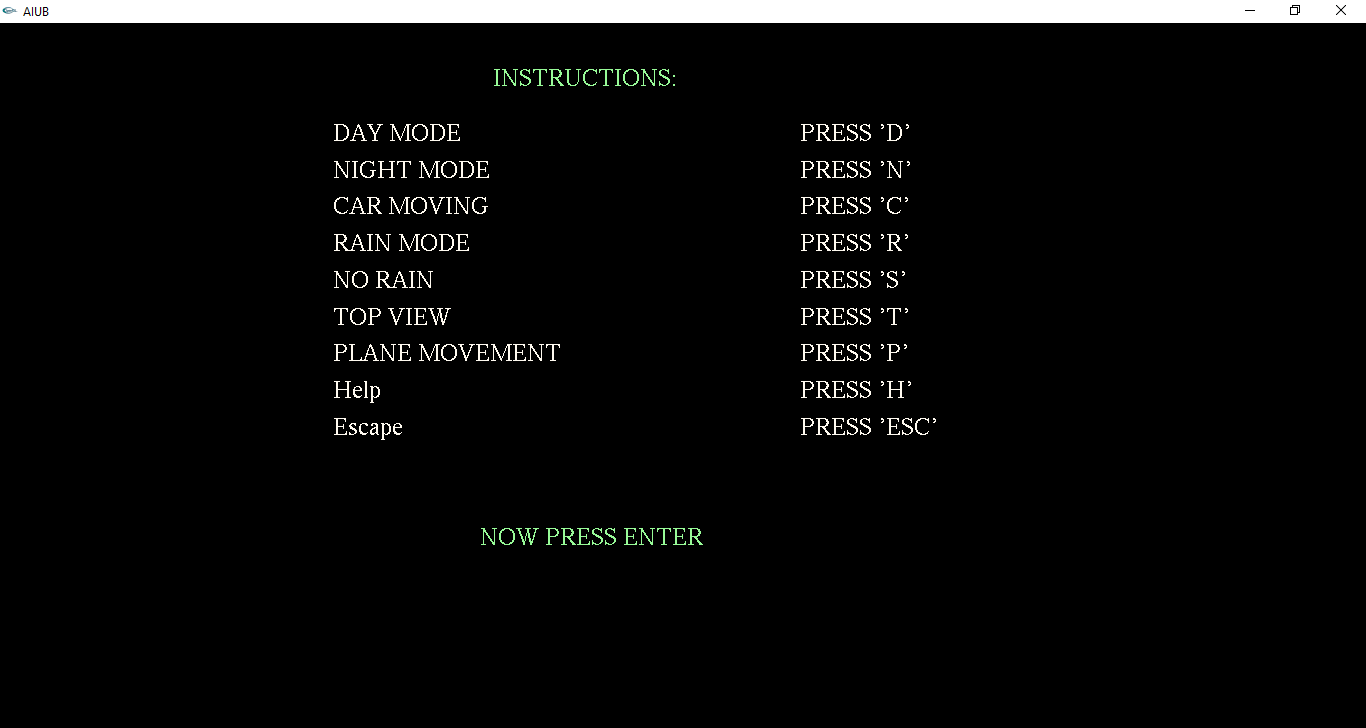 AIUB
INSTRUCTIONS:
DAY MODE PRESS ’D’
NIGHT MODE PRESS ’N’
CAR MOVING PRESS ’C’
RAIN MODE PRESS ’R’
NO RAIN PRESS ’S’
TOP VIEW PRESS ’T’
PLANE MOVEMENT PRESS ’P’
Help PRESS ’H’
Escape PRESS ’ESC’
NOW PRESS ENTER